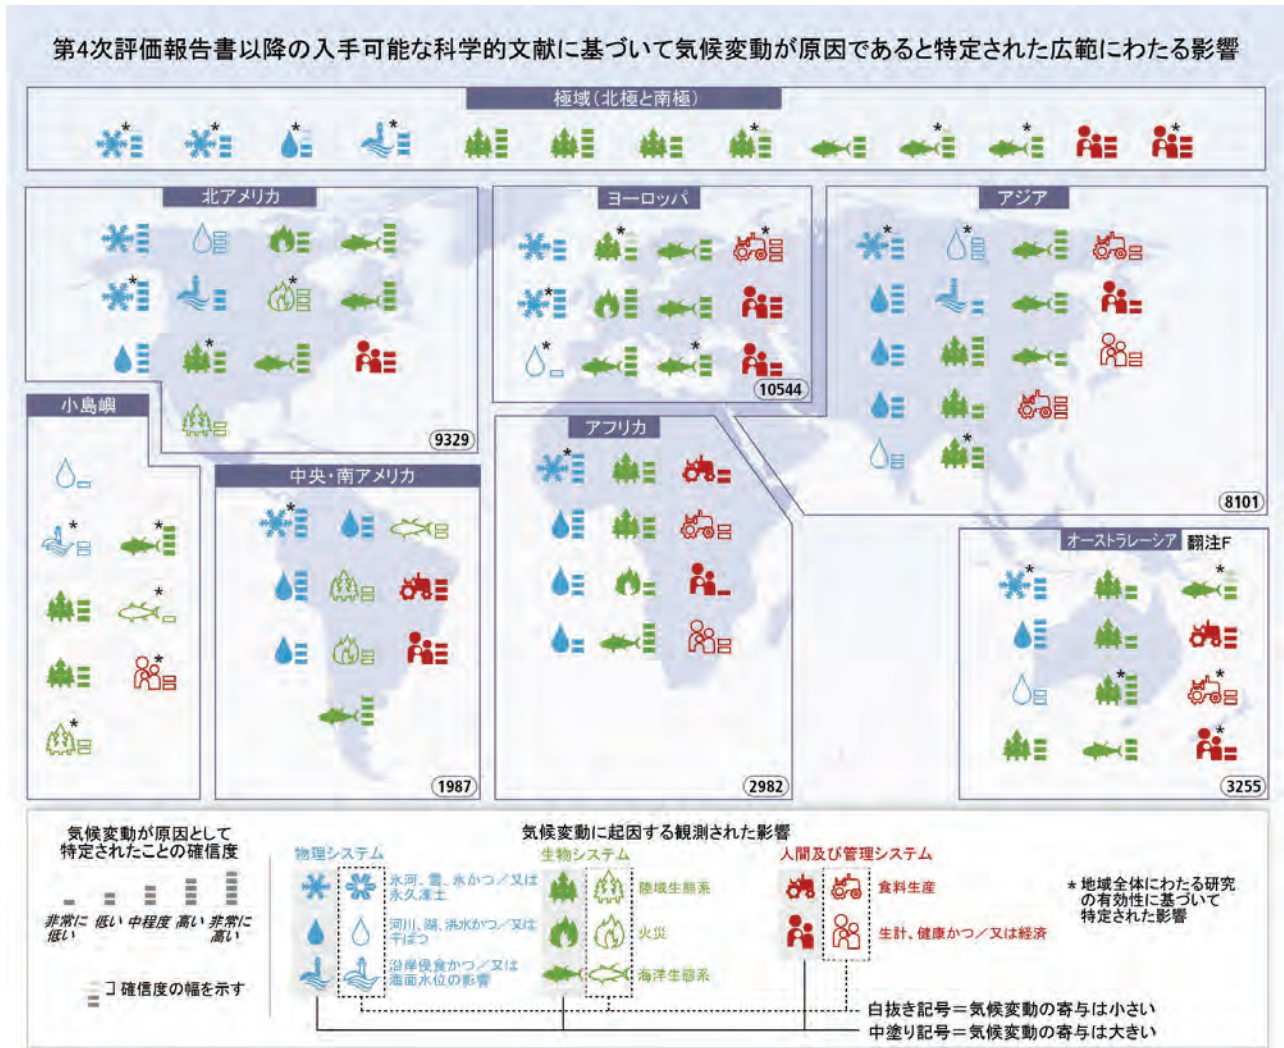 第4次評価報告書以降の入手可能な科学的文献に基づいて気候変動が原因であると特定された広範にわたる影響
極域(北極と南極)
北アメリカ
ヨーロッパ
アジア
10544
小島嶼
9329
アフリカ
中央・南アメリカ
8101
オーストラレーシア 翻注F
1987
2982
3255
気候変動が原因として
特定されたことの確信度
非常に
低い
低い
中程度
高い
非常に
高い
確信度の幅を示す
気候変動に起因する観測された影響
物理システム
氷河、雪、氷かつ/又は
永久凍土
河川、湖、洪水かつ/又は
干ばつ
沿岸侵食かつ/又は
海面水位の影響
生物システム
陸域生態系
火災
海洋生態系
人間及び管理システム
食料生産
生計、健康かつ/又は経済
* 地域全体にわたる研究
の有効性に基づいて
特定された影響
白抜き記号=気候変動の寄与は小さい
中塗り記号=気候変動の寄与は大きい